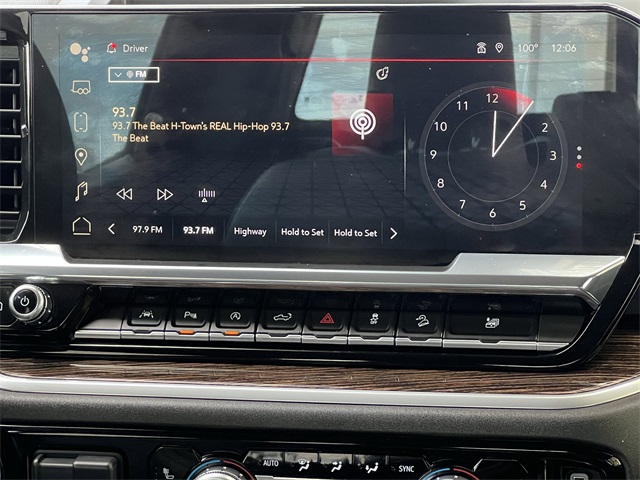 Driver
100° 12:06
FM
93.7
93.7 The Beat H-Town's REAL Hip-Hop 93.7
The Beat
12
1
2
3
4
5
6
7
8
9
10
11
97.9 FM 93.7 FM Highway Hold to Set Hold to Set
AUTO SYNC